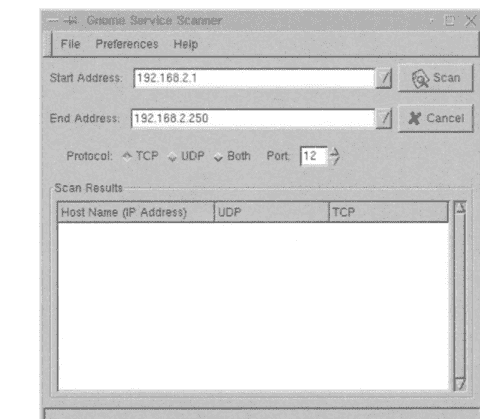 Gnome Service Scanner
File Preferences Help
Start Address: 192.168.2.1 Scan
End Address: 192.168.2.250 Cancel
Protocol: TCP UDP Both Port: 12
Scan Results
Host Name (IP Address) UDP TCP